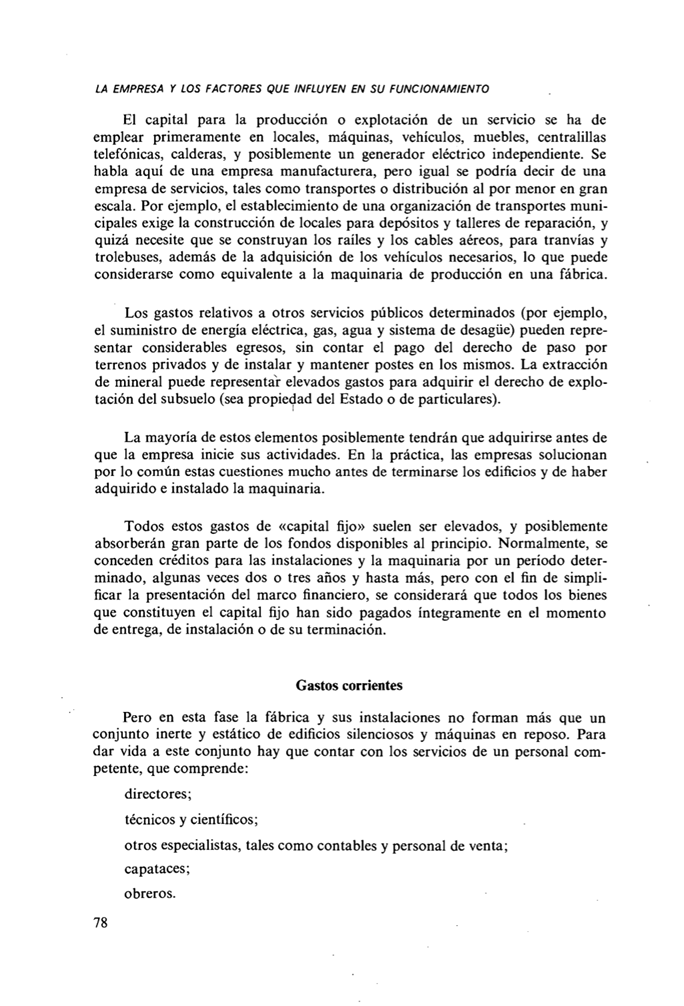 LA EMPRESA Y LOS FACTORES QUE INFLUYEN EN SU FUNCIONAMIENTO
El capital para la producción o explotación de un servicio se ha de
emplear primeramente en locales, máquinas, vehículos, muebles, centralillas
telefónicas, calderas, y posiblemente un generador eléctrico independiente. Se
habla aquí de una empresa manufacturera, pero igual se podría decir de una
empresa de servicios, tales como transportes o distribución al por menor en gran
escala. Por ejemplo, el establecimiento de una organización de transportes muni-
cipales exige la construcción de locales para depósitos y talleres de reparación, y
quizá necesite que se construyan los raíles y los cables aéreos, para tranvías y
trolebuses, además de la adquisición de los vehículos necesarios, lo que puede
considerarse como equivalente a la maquinaria de producción en una fábrica.
Los gastos relativos a otros servicios públicos determinados (por ejemplo,
el suministro de energía eléctrica, gas, agua y sistema de desagüe) pueden repre-
sentar considerables egresos, sin contar el pago del derecho de paso por
terrenos privados y de instalar y mantener postes en los mismos. La extracción
de mineral puede representar elevados gastos para adquirir el derecho de explo-
tación del subsuelo (sea propiedad del Estado o de particulares).
La mayoría de estos elementos posiblemente tendrán que adquirirse antes de
que la empresa inicie sus actividades. En la práctica, las empresas solucionan
por lo común estas cuestiones mucho antes de terminarse los edificios y de haber
adquirido e instalado la maquinaria.
Todos estos gastos de «capital fijo» suelen ser elevados, y posiblemente
absorberán gran parte de los fondos disponibles al principio. Normalmente, se
conceden créditos para las instalaciones y la maquinaria por un período deter-
minado, algunas veces dos o tres años y hasta más, pero con el fin de simpli-
ficar la presentación del marco financiero, se considerará que todos los bienes
que constituyen el capital fijo han sido pagados íntegramente en el momento
de entrega, de instalación o de su terminación.
Gastos corrientes
Pero en esta fase la fábrica y sus instalaciones no forman más que un
conjunto inerte y estático de edificios silenciosos y máquinas en reposo. Para
dar vida a este conjunto hay que contar con los servicios de un personal com-
petente, que comprende:
directores;
técnicos y científicos;
otros especialistas, tales como contables y personal de venta;
capataces;
obreros.
78